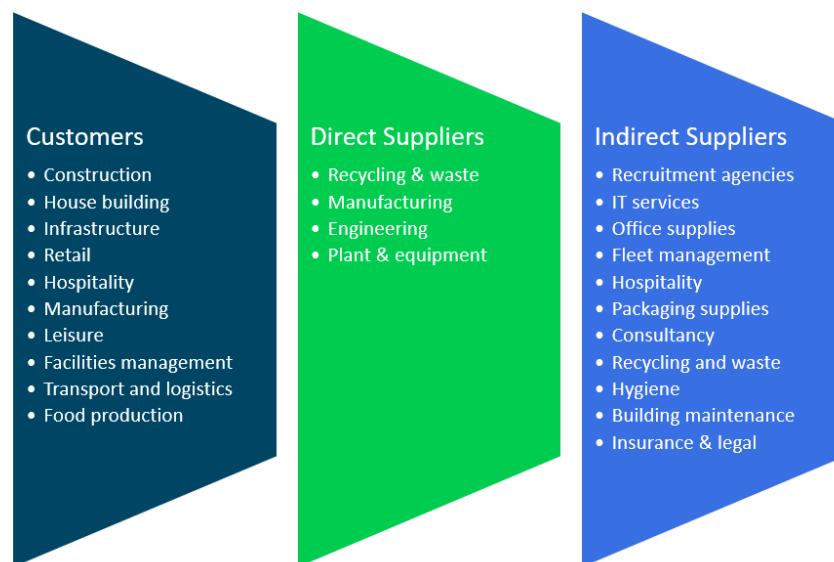 Customers
• Construction
• House building
• Infrastructure
• Retail
• Hospitality
• Manufacturing
• Leisure
• Facilities management
• Transport and logistics
• Food production
Direct Suppliers
• Recycling & waste
• Manufacturing
• Engineering
• Plant & equipment
Indirect Suppliers
• Recruitment agencies
• IT services
• Office supplies
• Fleet management
• Hospitality
• Packaging supplies
• Consultancy
• Recycling and waste
• Hygiene
• Building maintenance
• Insurance & legal